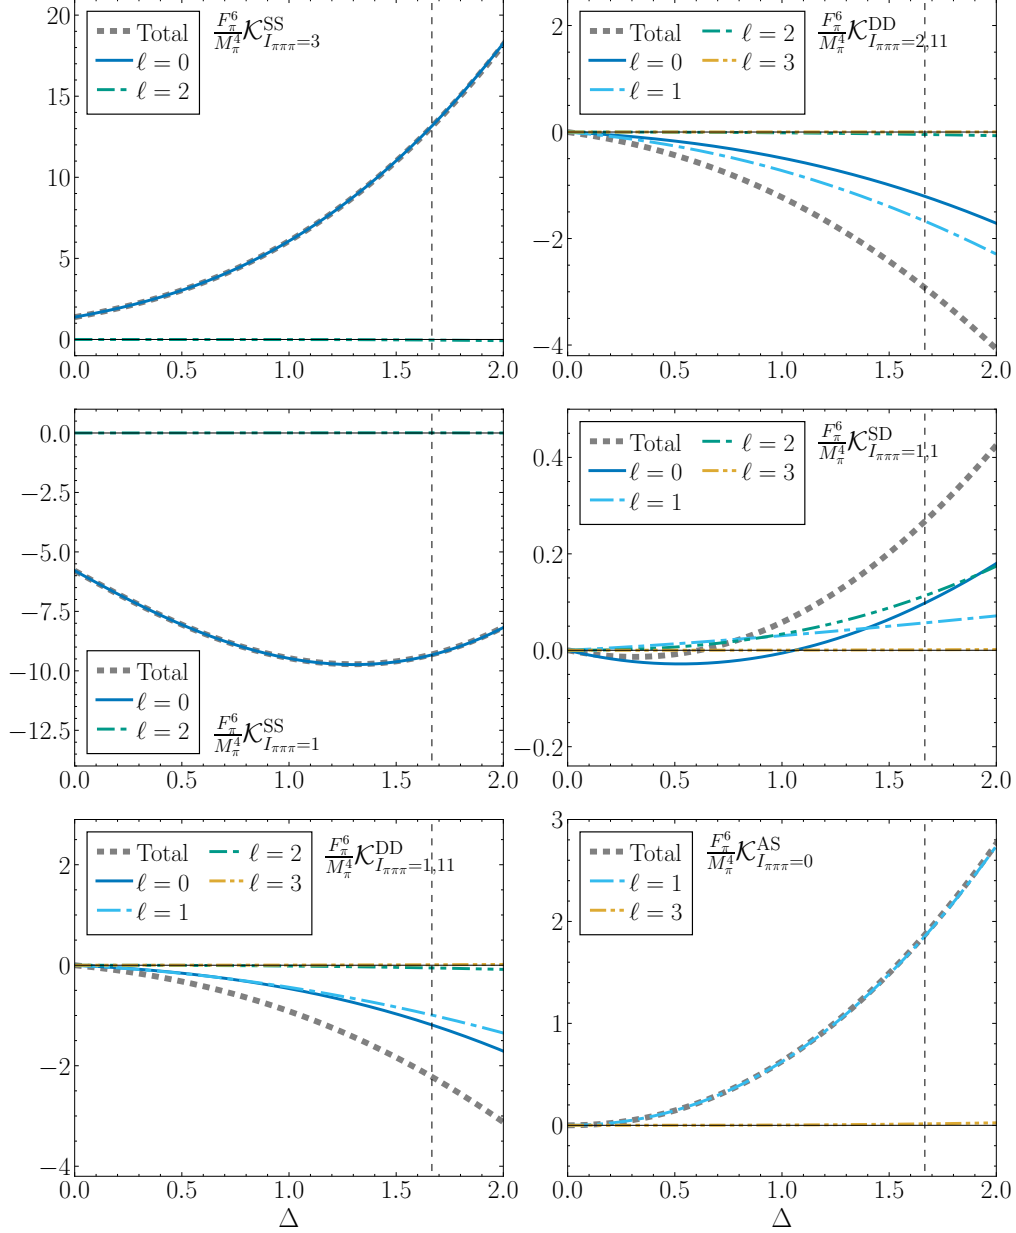 Total
ℓ = 0
ℓ = 2
F_π^6/M_π^4 K^SS_{I_πππ=3}
20
15
10
5
0
0.0 0.5 1.0 1.5 2.0
Total
ℓ = 0
ℓ = 1
ℓ = 2
ℓ = 3
F_π^6/M_π^4 K^DD_{I_πππ=2,11}
2
0
−2
−4
0.0 0.5 1.0 1.5 2.0
0.0
−2.5
−5.0
−7.5
−10.0
−12.5
Total
ℓ = 0
ℓ = 2
F_π^6/M_π^4 K^SS_{I_πππ=1}
0.0 0.5 1.0 1.5 2.0
Total
ℓ = 0
ℓ = 1
ℓ = 2
ℓ = 3
F_π^6/M_π^4 K^SD_{I_πππ=1,1}
0.4
0.2
0.0
−0.2
0.0 0.5 1.0 1.5 2.0
Total
ℓ = 0
ℓ = 1
ℓ = 2
ℓ = 3
F_π^6/M_π^4 K^DD_{I_πππ=1,11}
2
0
−2
−4
0.0 0.5 1.0 1.5 2.0
Δ
Total
ℓ = 1
ℓ = 3
F_π^6/M_π^4 K^AS_{I_πππ=0}
3
2
1
0
0.0 0.5 1.0 1.5 2.0
Δ